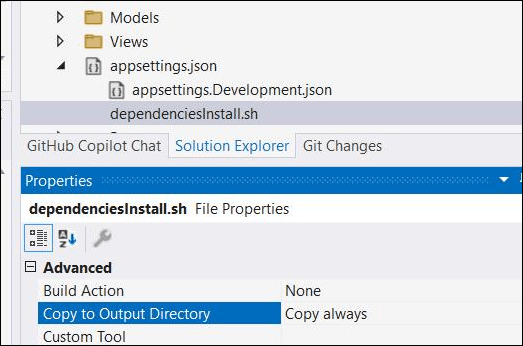 Models
Views
appsettings.json
appsettings.Development.json
dependenciesInstall.sh
GitHub Copilot Chat Solution Explorer Git Changes
Properties
dependenciesInstall.sh File Properties
Advanced
Build Action None
Copy to Output Directory Copy always
Custom Tool